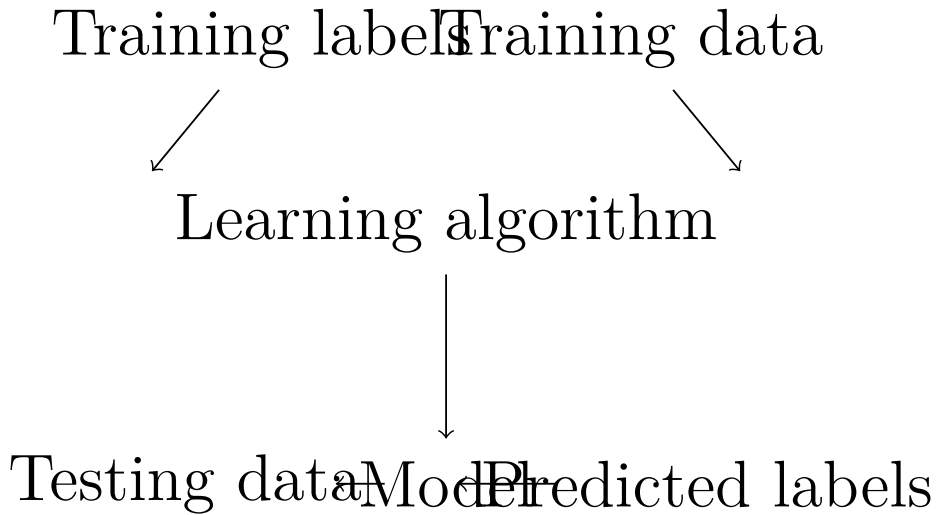 Training labels Training data
Learning algorithm
Testing data Model Predicted labels